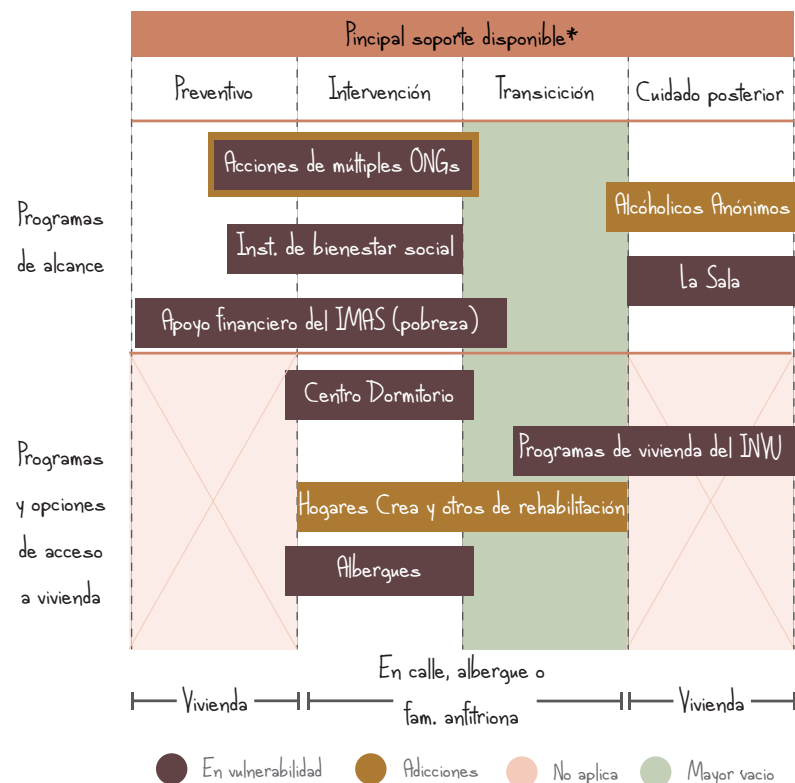 Pincipal soporte disponible*
Preventivo
Intervención
Transicición
Cuidado posterior
Programas
de alcance
Acciones de múltiples ONGs
Alcóholicos Anónimos
Inst. de bienestar social
La Sala
Apoyo financiero del IMAS (pobreza)
Programas
y opciones
de acceso
a vivienda
Centro Dormitorio
Programas de vivienda del INVU
Hogares Crea y otros de rehabilitación
Albergues
Vivienda
En calle, albergue o
fam. anfitriona
Vivienda
En vulnerabilidad
Adicciones
No aplica
Mayor vacio